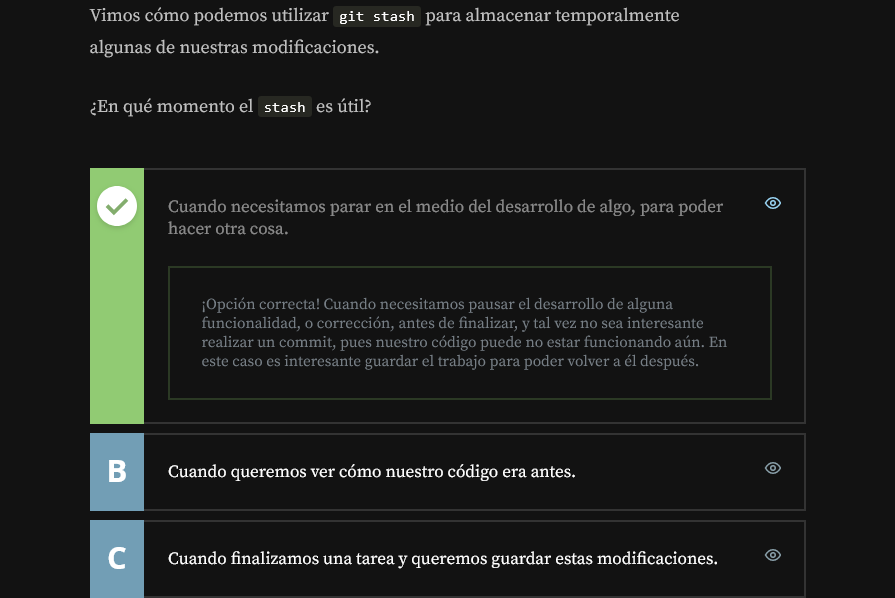 Vimos cómo podemos utilizar git stash para almacenar temporalmente
algunas de nuestras modificaciones.
¿En qué momento el stash es útil?
Cuando necesitamos parar en el medio del desarrollo de algo, para poder
hacer otra cosa.
¡Opción correcta! Cuando necesitamos pausar el desarrollo de alguna
funcionalidad, o corrección, antes de finalizar, y tal vez no sea interesante
realizar un commit, pues nuestro código puede no estar funcionando aún. En
este caso es interesante guardar el trabajo para poder volver a él después.
B Cuando queremos ver cómo nuestro código era antes.
C Cuando finalizamos una tarea y queremos guardar estas modificaciones.